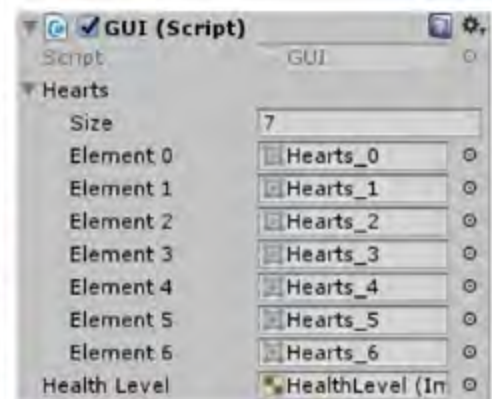 GUI (Script)
Script GUI
Hearts
Size 7
Element 0 Hearts_0
Element 1 Hearts_1
Element 2 Hearts_2
Element 3 Hearts_3
Element 4 Hearts_4
Element 5 Hearts_5
Element 6 Hearts_6
Health Level HealthLevel (Im